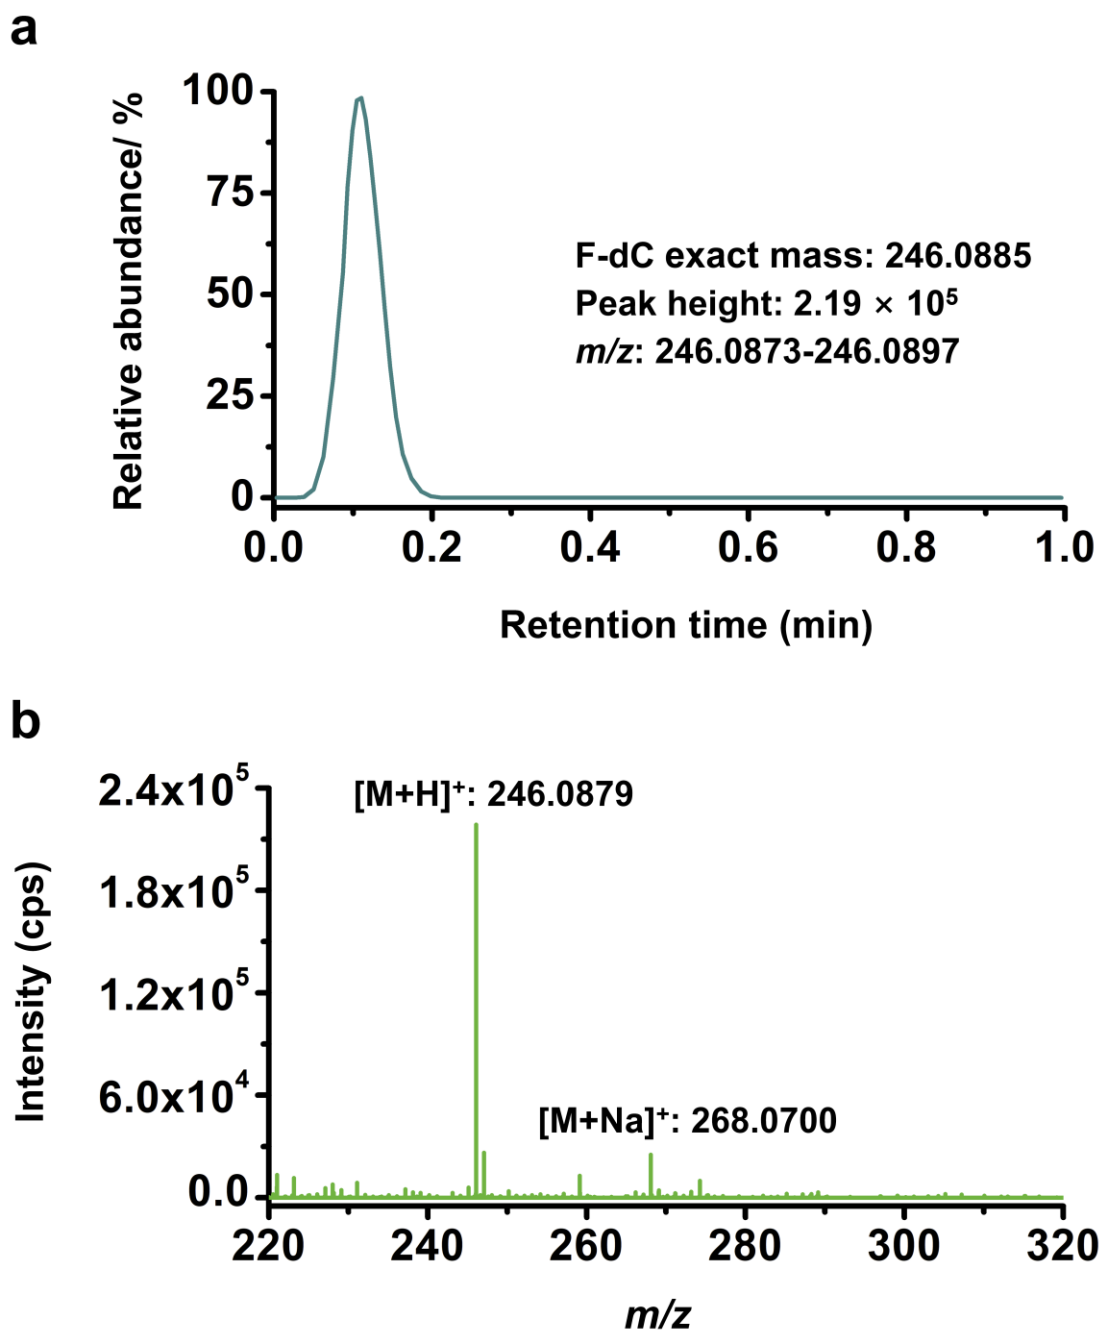 a
Relative abundance/ %
100
75
50
25
0
F-dC exact mass: 246.0885
Peak height: 2.19 × 10⁵
m/z: 246.0873-246.0897
0.0 0.2 0.4 0.6 0.8 1.0
Retention time (min)
b
Intensity (cps)
2.4x10⁵
1.8x10⁵
1.2x10⁵
6.0x10⁴
0.0
[M+H]⁺: 246.0879
[M+Na]⁺: 268.0700
220 240 260 280 300 320
m/z